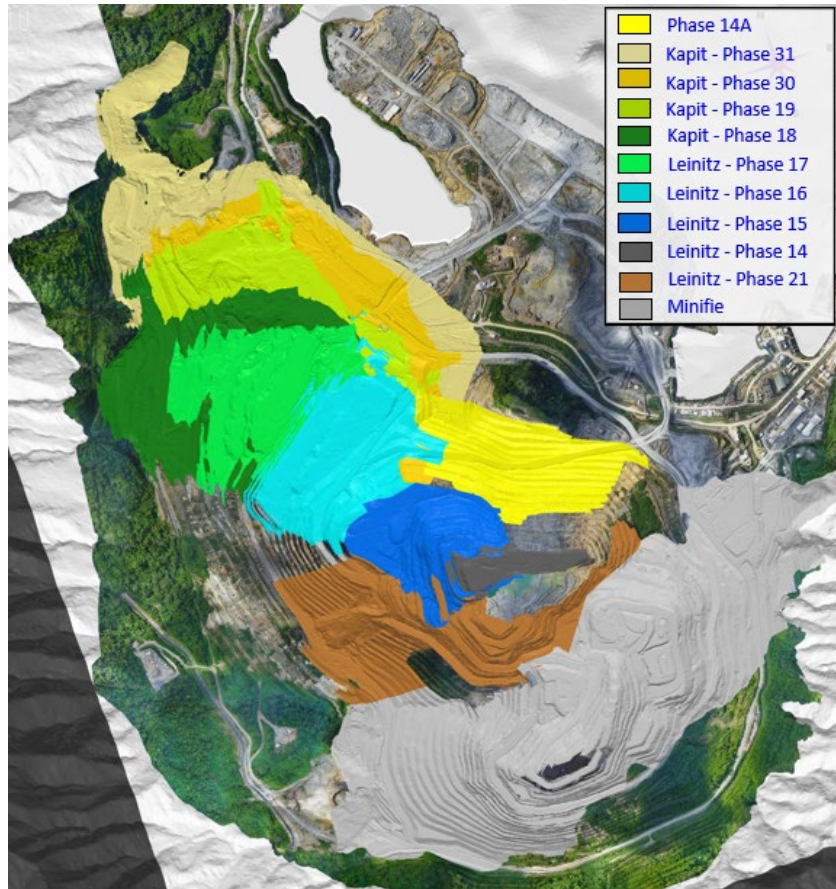 Phase 14A
Kapit - Phase 31
Kapit - Phase 30
Kapit - Phase 19
Kapit - Phase 18
Leinitz - Phase 17
Leinitz - Phase 16
Leinitz - Phase 15
Leinitz - Phase 14
Leinitz - Phase 21
Minifie